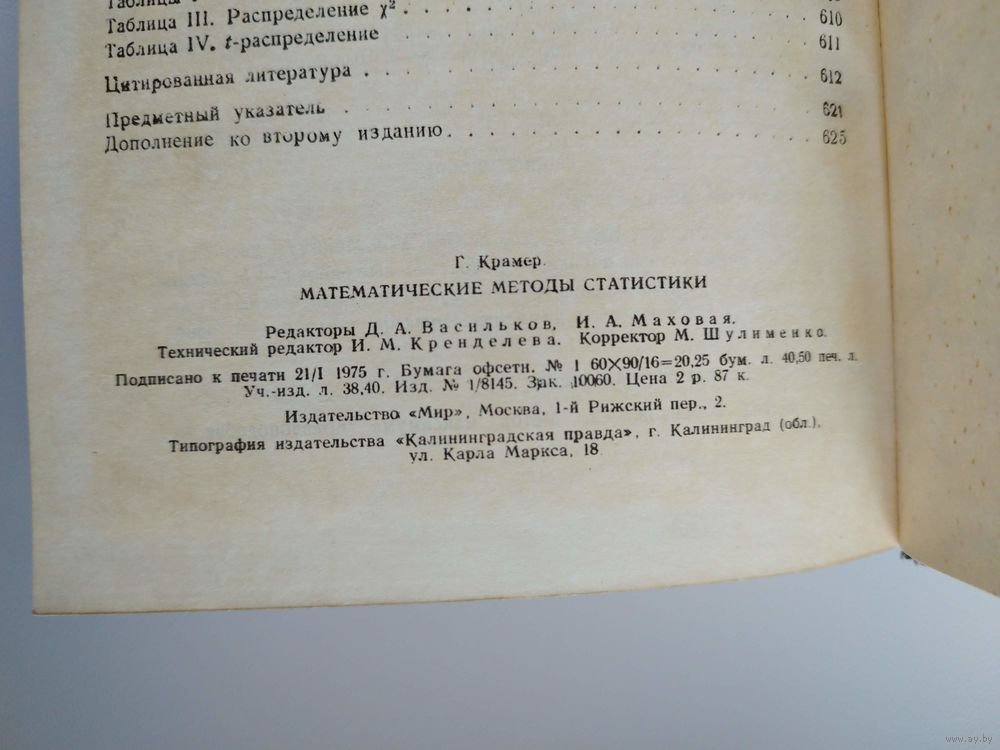 Таблица III. Распределение χ² . . . . . . . . . . . . . . 610
Таблица IV. t-распределение . . . . . . . . . . . . . . 611
Цитированная литература . . . . . . . . . . . . . . 612
Предметный указатель . . . . . . . . . . . . . . 621
Дополнение ко второму изданию . . . . . . . . . . . . . . 625
Г. Крамер.
МАТЕМАТИЧЕСКИЕ МЕТОДЫ СТАТИСТИКИ
Редакторы Д. А. Васильков, И. А. Маховая.
Технический редактор И. М. Кренделева. Корректор М. Шулименко.
Подписано к печати 21/I 1975 г. Бумага офсетн. № 1 60×90/16=20,25 бум. л. 40,50 печ. л.
Уч.-изд. л. 38,40. Изд. № 1/8145. Зак. 10060. Цена 2 р. 87 к.
Издательство «Мир», Москва, 1-й Рижский пер., 2.
Типография издательства «Калининградская правда», г. Калининград (обл.),
ул. Карла Маркса, 18
www.ay.by